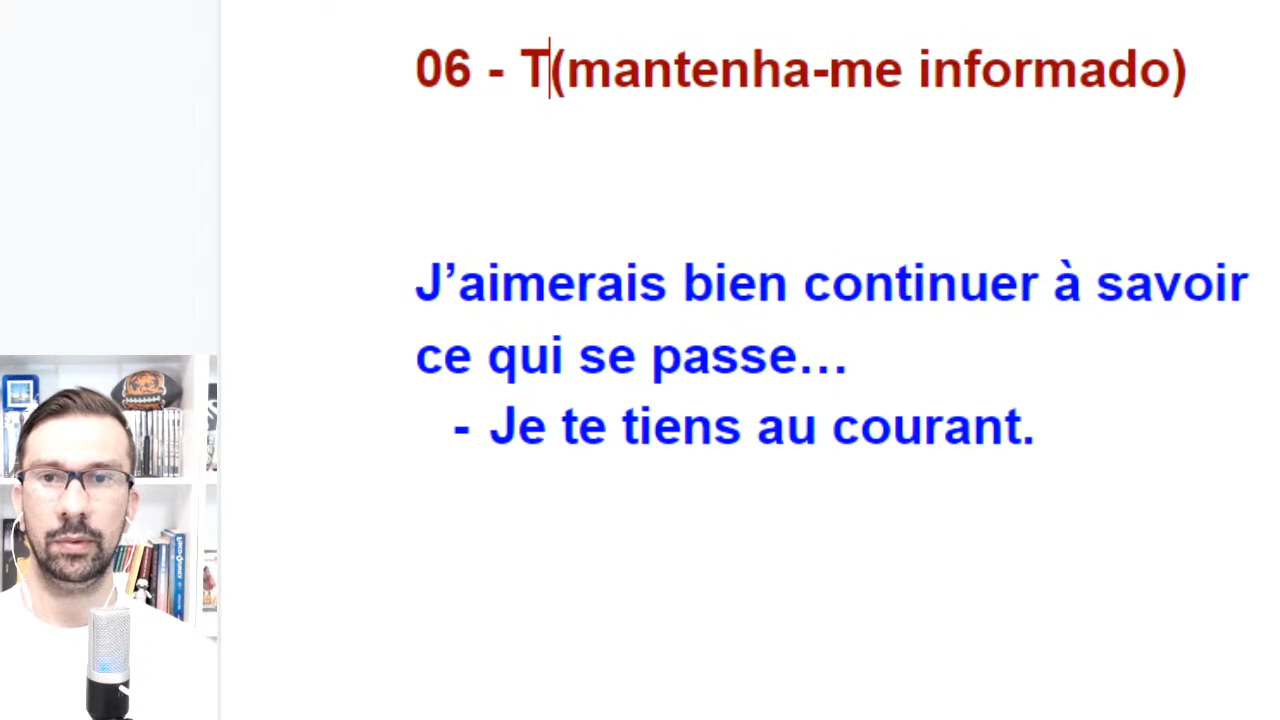 06 - T(mantenha-me informado)
J’aimerais bien continuer à savoir
ce qui se passe…
- Je te tiens au courant.